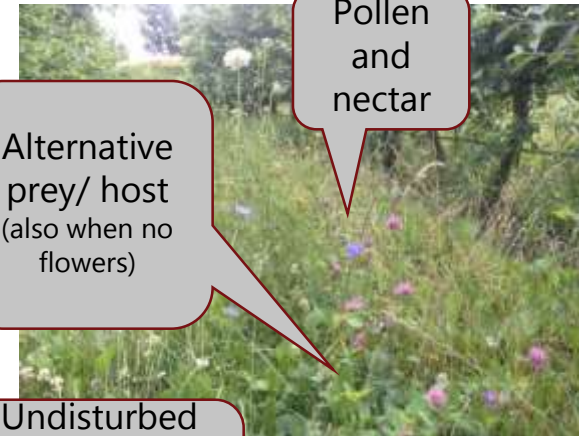 Pollen
and
nectar
Alternative
prey/ host
(also when no
flowers)
Undisturbed